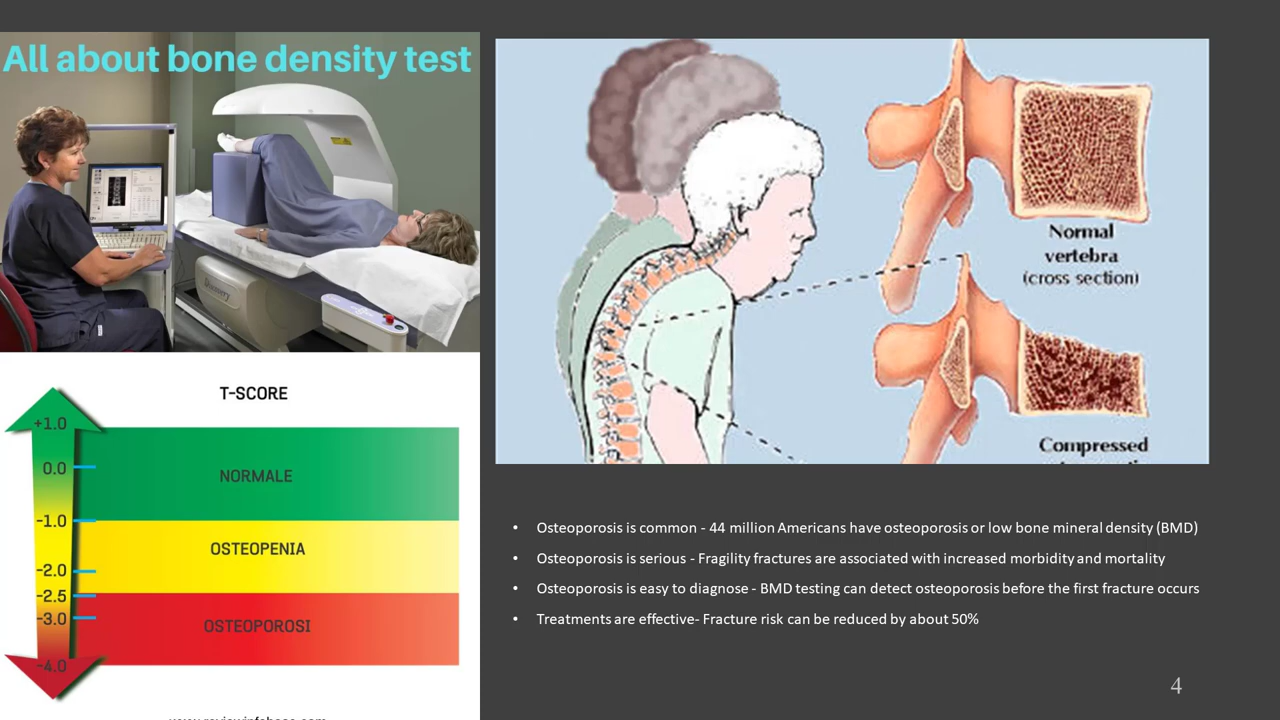 All about bone density test
T-SCORE
+1.0
0.0
-1.0
-2.0
-2.5
-3.0
-4.0
NORMALE
OSTEOPENIA
OSTEOPOROSI
Normal
vertebra
(cross section)
Compressed
• Osteoporosis is common - 44 million Americans have osteoporosis or low bone mineral density (BMD)
• Osteoporosis is serious - Fragility fractures are associated with increased morbidity and mortality
• Osteoporosis is easy to diagnose - BMD testing can detect osteoporosis before the first fracture occurs
• Treatments are effective- Fracture risk can be reduced by about 50%
4